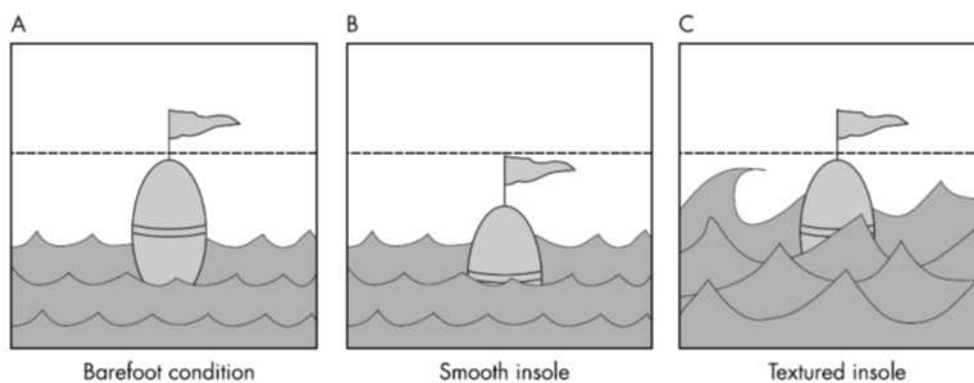 A
B
C
Barefoot condition
Smooth insole
Textured insole